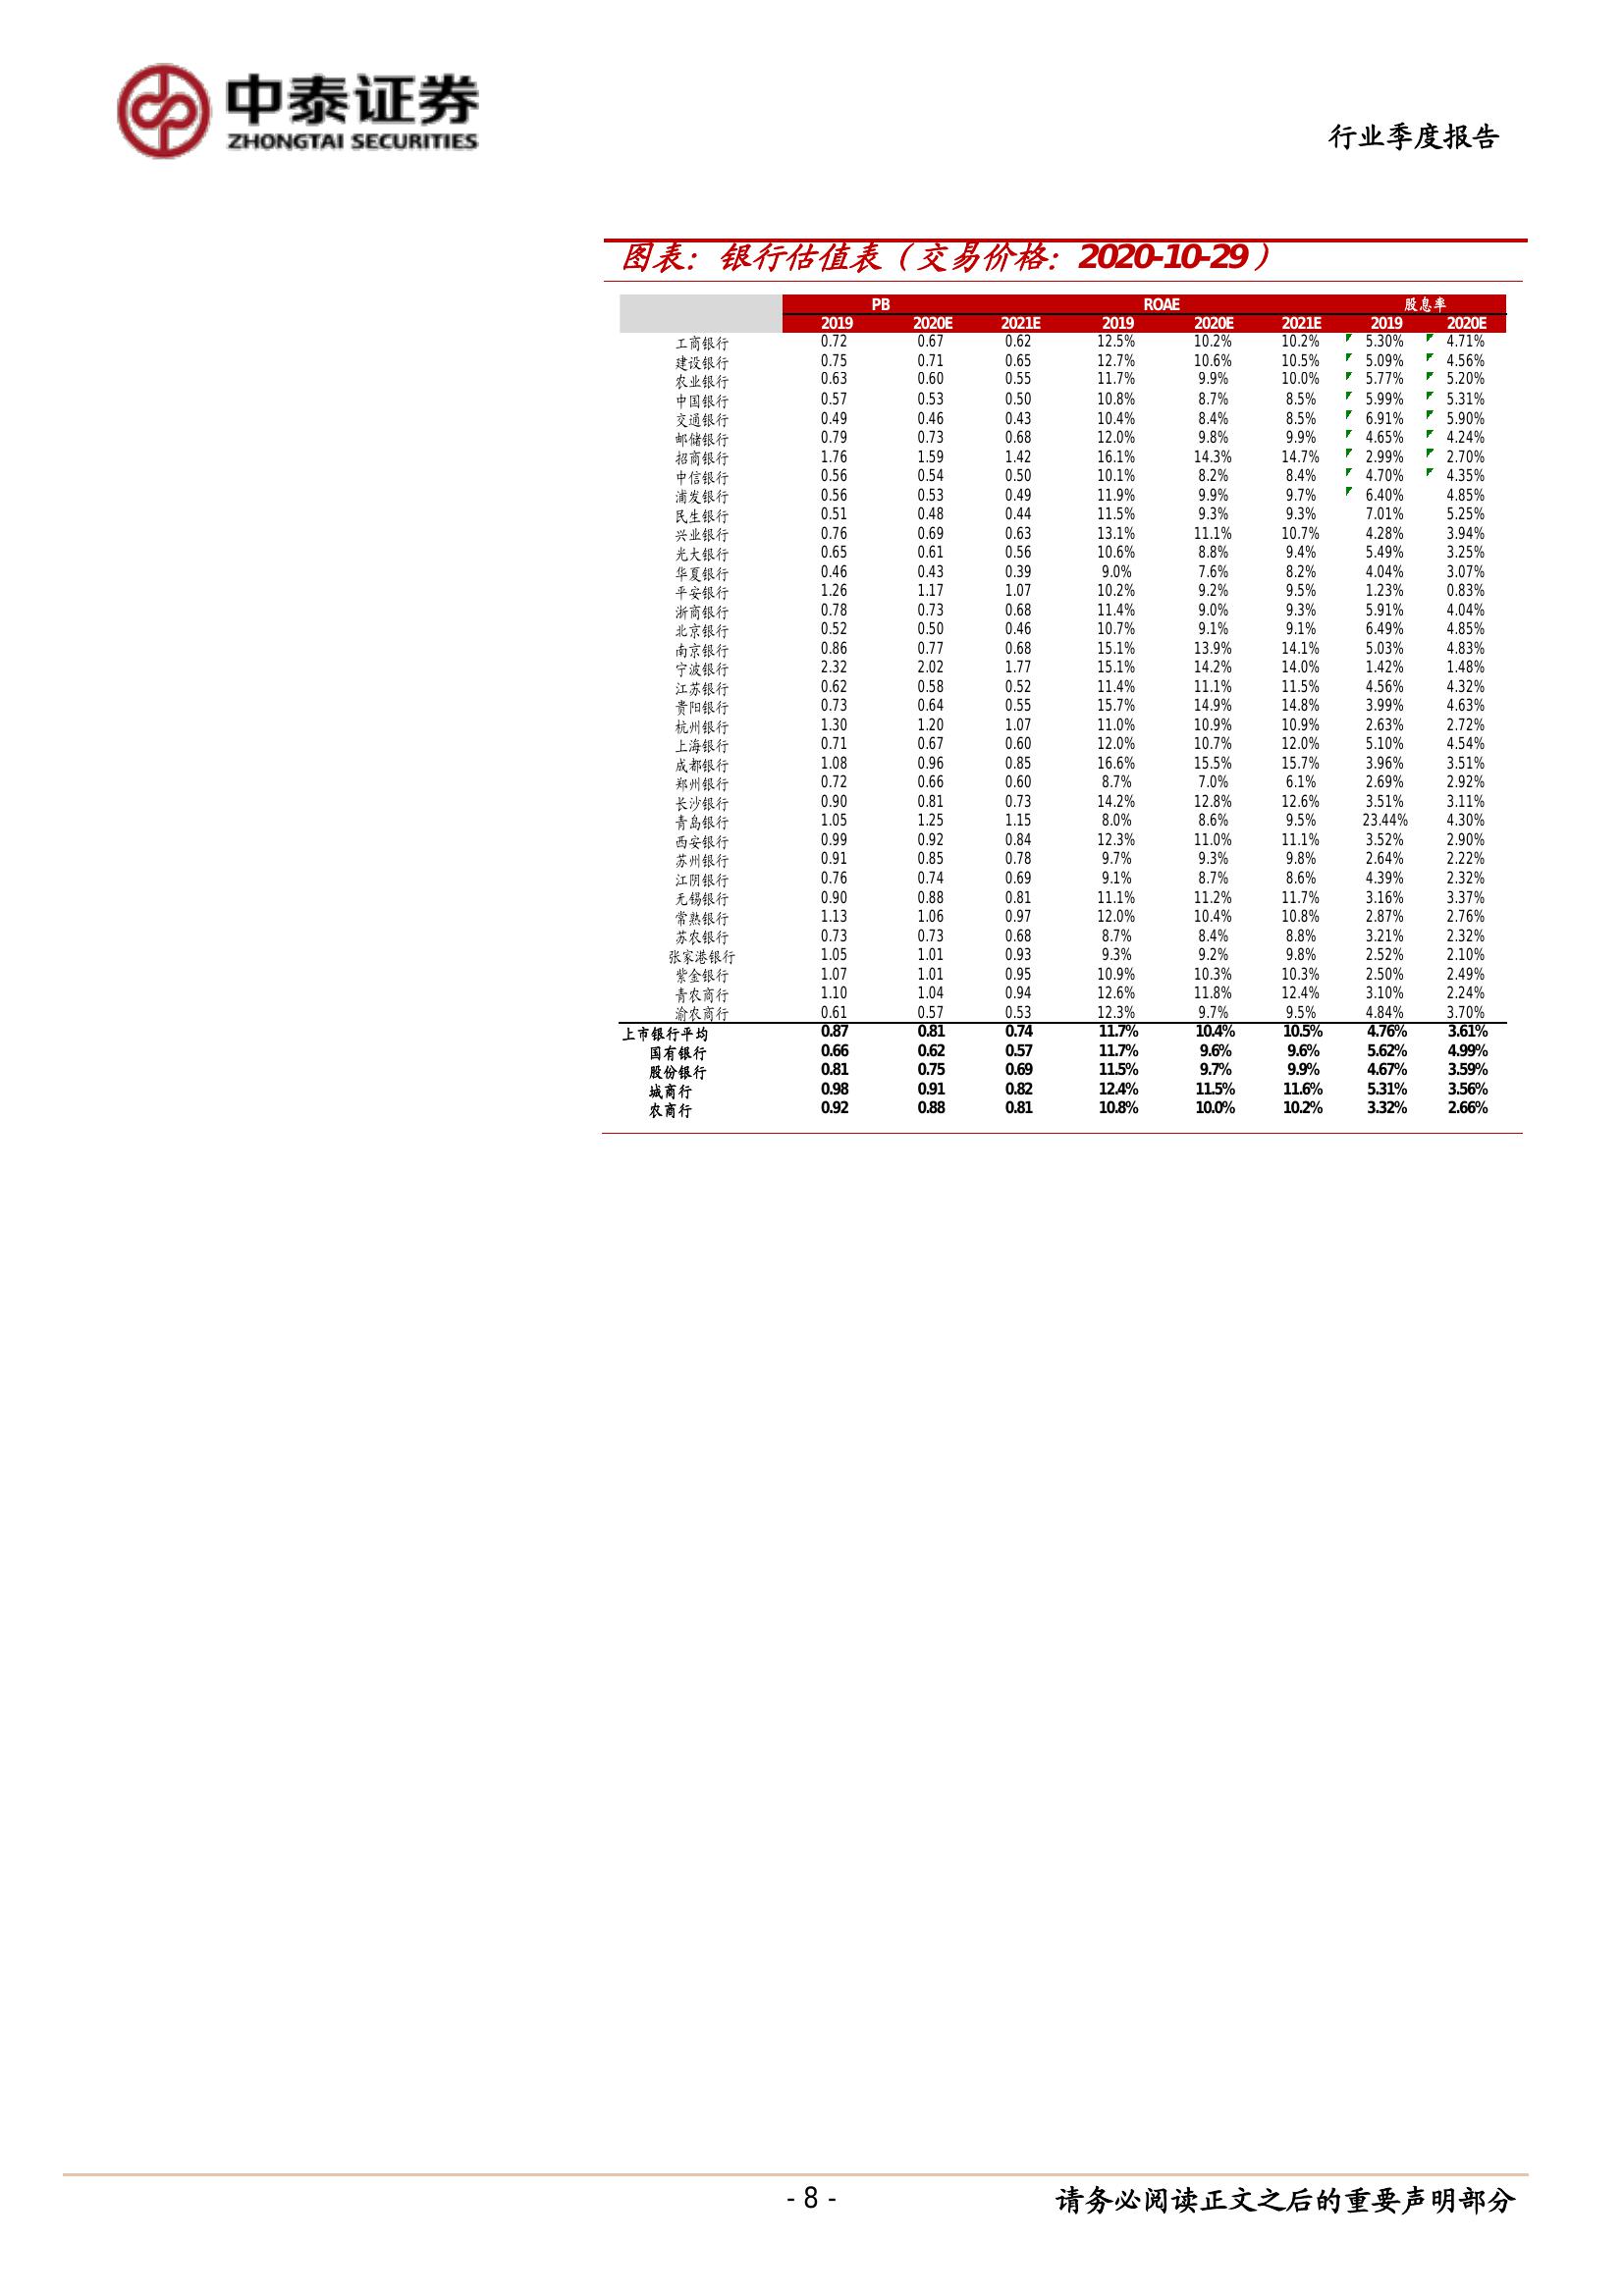 中泰证券
ZHONGTAI SECURITIES
行业季度报告
图表：银行估值表（交易价格：2020-10-29）
PB ROAE 股息率
2019 2020E 2021E 2019 2020E 2021E 2019 2020E
工商银行 0.72 0.67 0.62 12.5% 10.2% 10.2% 5.30% 4.71%
建设银行 0.75 0.71 0.65 12.7% 10.6% 10.5% 5.09% 4.56%
农业银行 0.63 0.60 0.55 11.7% 9.9% 10.0% 5.77% 5.20%
中国银行 0.57 0.53 0.50 10.8% 8.7% 8.5% 5.99% 5.31%
交通银行 0.49 0.46 0.43 10.4% 8.4% 8.5% 6.91% 5.90%
邮储银行 0.79 0.73 0.68 12.0% 9.8% 9.9% 4.65% 4.24%
招商银行 1.76 1.59 1.42 16.1% 14.3% 14.7% 2.99% 2.70%
中信银行 0.56 0.54 0.50 10.1% 8.2% 8.4% 4.70% 4.35%
浦发银行 0.56 0.53 0.49 11.9% 9.9% 9.7% 6.40% 4.85%
民生银行 0.51 0.48 0.44 11.5% 9.3% 9.3% 7.01% 5.25%
兴业银行 0.76 0.69 0.63 13.1% 11.1% 10.7% 4.28% 3.94%
光大银行 0.65 0.61 0.56 10.6% 8.8% 9.4% 5.49% 3.25%
华夏银行 0.46 0.43 0.39 9.0% 7.6% 8.2% 4.04% 3.07%
平安银行 1.26 1.17 1.07 10.2% 9.2% 9.5% 1.23% 0.83%
浙商银行 0.78 0.73 0.68 11.4% 9.0% 9.3% 5.91% 4.04%
北京银行 0.52 0.50 0.46 10.7% 9.1% 9.1% 6.49% 4.85%
南京银行 0.86 0.77 0.68 15.1% 13.9% 14.1% 5.03% 4.83%
宁波银行 2.32 2.02 1.77 15.1% 14.2% 14.0% 1.42% 1.48%
江苏银行 0.62 0.58 0.52 11.4% 11.1% 11.5% 4.56% 4.32%
贵阳银行 0.73 0.64 0.55 15.7% 14.9% 14.8% 3.99% 4.63%
杭州银行 1.30 1.20 1.07 11.0% 10.9% 10.9% 2.63% 2.72%
上海银行 0.71 0.67 0.60 12.0% 10.7% 12.0% 5.10% 4.54%
成都银行 1.08 0.96 0.85 16.6% 15.5% 15.7% 3.96% 3.51%
郑州银行 0.72 0.66 0.60 8.7% 7.0% 6.1% 2.69% 2.92%
长沙银行 0.90 0.81 0.73 14.2% 12.8% 12.6% 3.51% 3.11%
青岛银行 1.05 1.25 1.15 8.0% 8.6% 9.5% 23.44% 4.30%
西安银行 0.99 0.92 0.84 12.3% 11.0% 11.1% 3.52% 2.90%
苏州银行 0.91 0.85 0.78 9.7% 9.3% 9.8% 2.64% 2.22%
江阴银行 0.76 0.74 0.69 9.1% 8.7% 8.6% 4.39% 2.32%
无锡银行 0.90 0.88 0.81 11.1% 11.2% 11.7% 3.16% 3.37%
常熟银行 1.13 1.06 0.97 12.0% 10.4% 10.8% 2.87% 2.76%
苏农银行 0.73 0.73 0.68 8.7% 8.4% 8.8% 3.21% 2.32%
张家港银行 1.05 1.01 0.93 9.3% 9.2% 9.8% 2.52% 2.10%
紫金银行 1.07 1.01 0.95 10.9% 10.3% 10.3% 2.50% 2.49%
青农商行 1.10 1.04 0.94 12.6% 11.8% 12.4% 3.10% 2.24%
渝农商行 0.61 0.57 0.53 12.3% 9.7% 9.5% 4.84% 3.70%
上市银行平均 0.87 0.81 0.74 11.7% 10.4% 10.5% 4.76% 3.61%
国有银行 0.66 0.62 0.57 11.7% 9.6% 9.6% 5.62% 4.99%
股份银行 0.81 0.75 0.69 11.5% 9.7% 9.9% 4.67% 3.59%
城商行 0.98 0.91 0.82 12.4% 11.5% 11.6% 5.31% 3.56%
农商行 0.92 0.88 0.81 10.8% 10.0% 10.2% 3.32% 2.66%
- 8 -
请务必阅读正文之后的重要声明部分